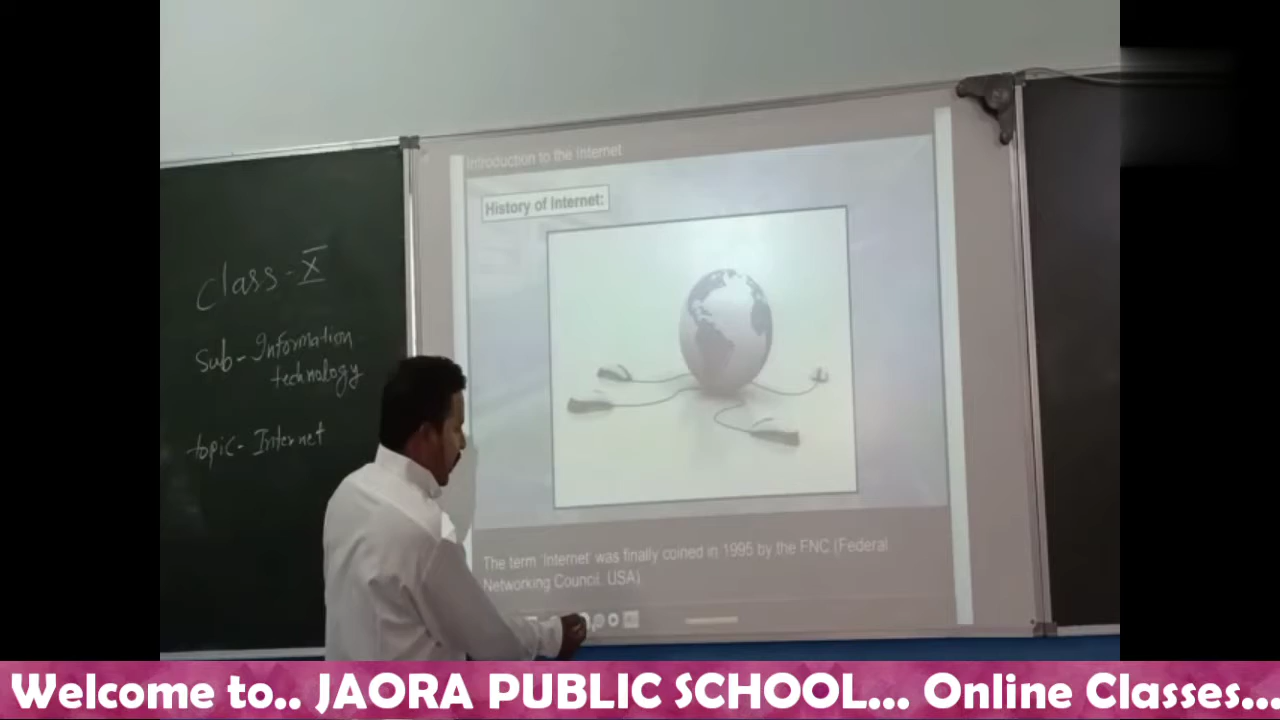 Introduction to the Internet
History of Internet:
Class - X
Sub - Information
technology
topic - Internet
The term 'Internet' was finally coined in 1995 by the FNC (Federal
Networking Council, USA)
Welcome to.. JAORA PUBLIC SCHOOL... Online Classes...